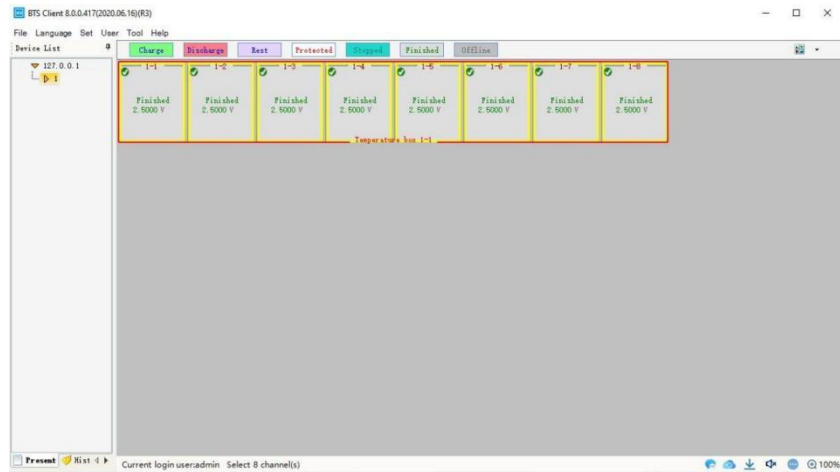 BTS Client 8.0.0.417(2020.06.16)(R3)
File Language Set User Tool Help
Device List
Charge Discharge Rest Protected Stopped Finished Offline
127.0.0.1
1
1-1 1-2 1-3 1-4 1-5 1-6 1-7 1-8
Finished Finished Finished Finished Finished Finished Finished Finished
2.5000 V 2.5000 V 2.5000 V 2.5000 V 2.5000 V 2.5000 V 2.5000 V 2.5000 V
Temperature box 1-1
Present Hist
Current login user:admin Select 8 channel(s)
100%